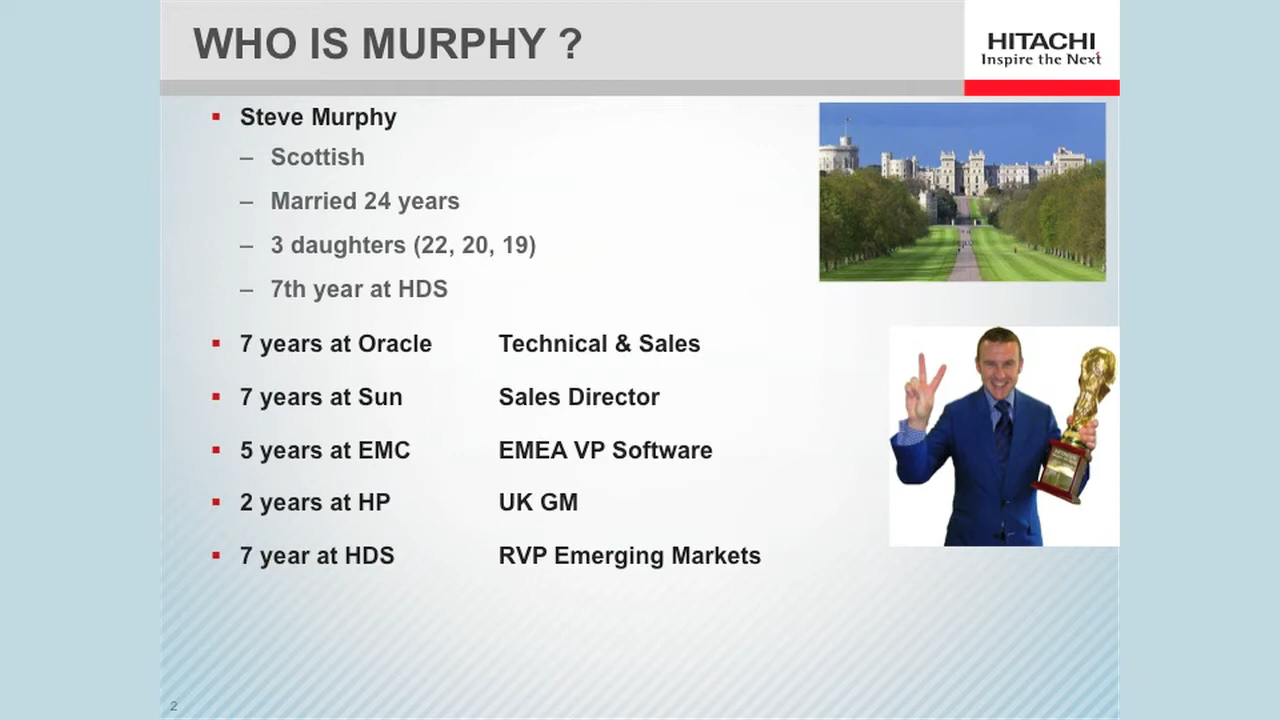 WHO IS MURPHY ?
HITACHI
Inspire the Next
Steve Murphy
– Scottish
– Married 24 years
– 3 daughters (22, 20, 19)
– 7th year at HDS
7 years at Oracle Technical & Sales
7 years at Sun Sales Director
5 years at EMC EMEA VP Software
2 years at HP UK GM
7 year at HDS RVP Emerging Markets
2